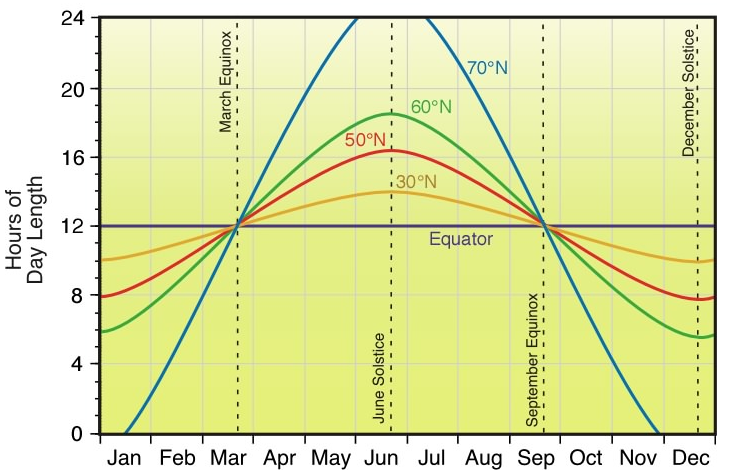 24
20
16
12
8
4
0
Hours of
Day Length
March Equinox
June Solstice
September Equinox
December Solstice
70°N
60°N
50°N
30°N
Equator
Jan Feb Mar Apr May Jun Jul Aug Sep Oct Nov Dec